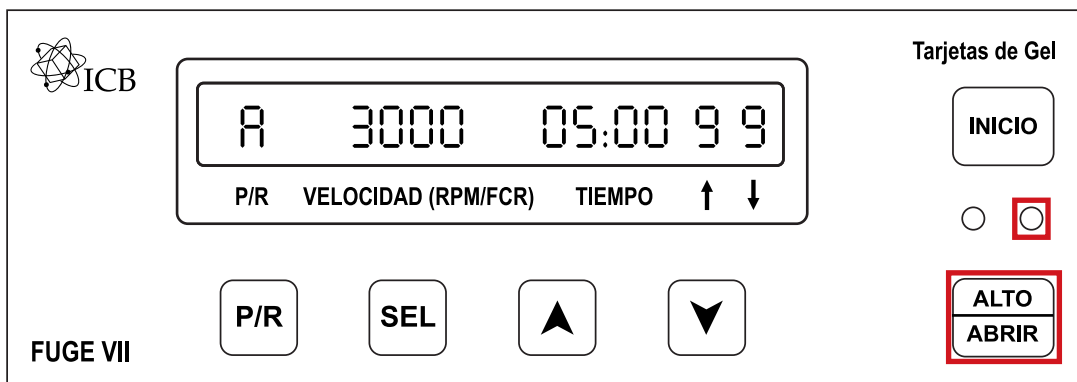 ICB
Tarjetas de Gel
A 3000 05:00 9 9
INICIO
P/R VELOCIDAD (RPM/FCR) TIEMPO ↑ ↓
P/R SEL
ALTO
ABRIR
FUGE VII